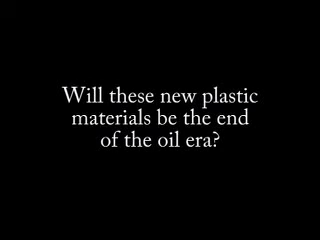 Will these new plastic
materials be the end
of the oil era?